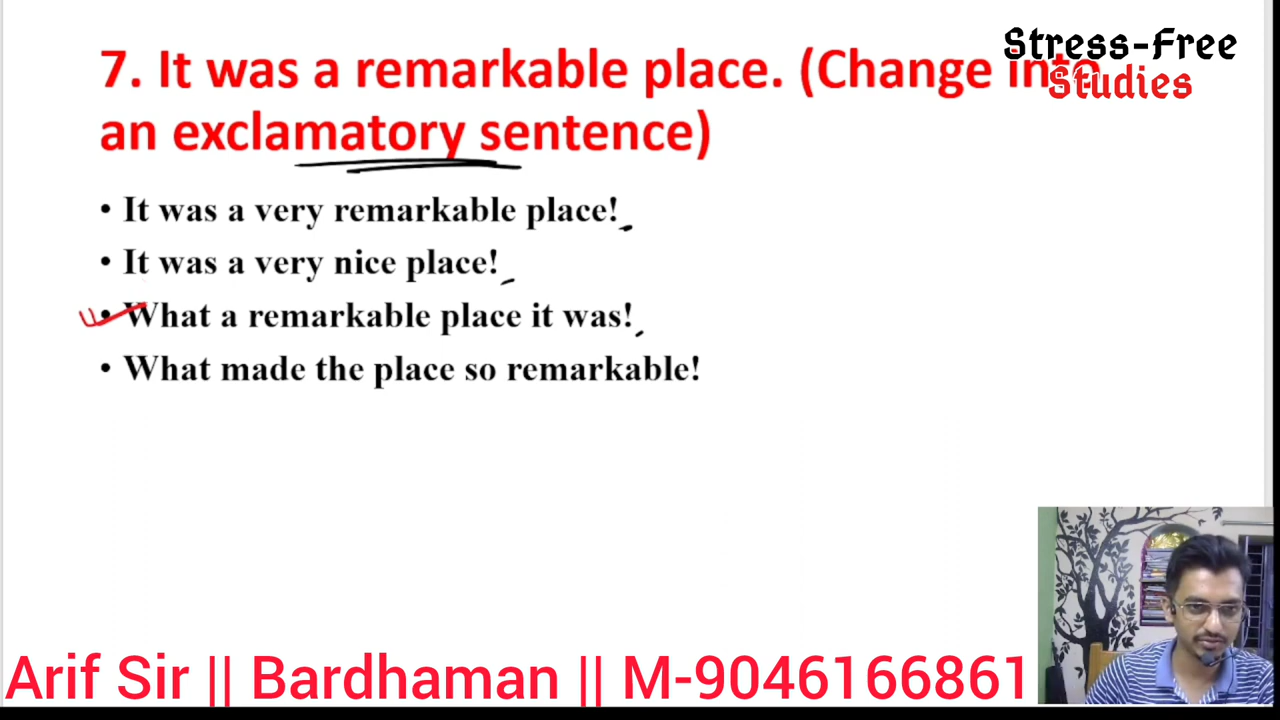 7. It was a remarkable place. (Change into
an exclamatory sentence)
Stress-Free
Studies
• It was a very remarkable place!
• It was a very nice place!
• What a remarkable place it was!
• What made the place so remarkable!
Arif Sir || Bardhaman || M-9046166861